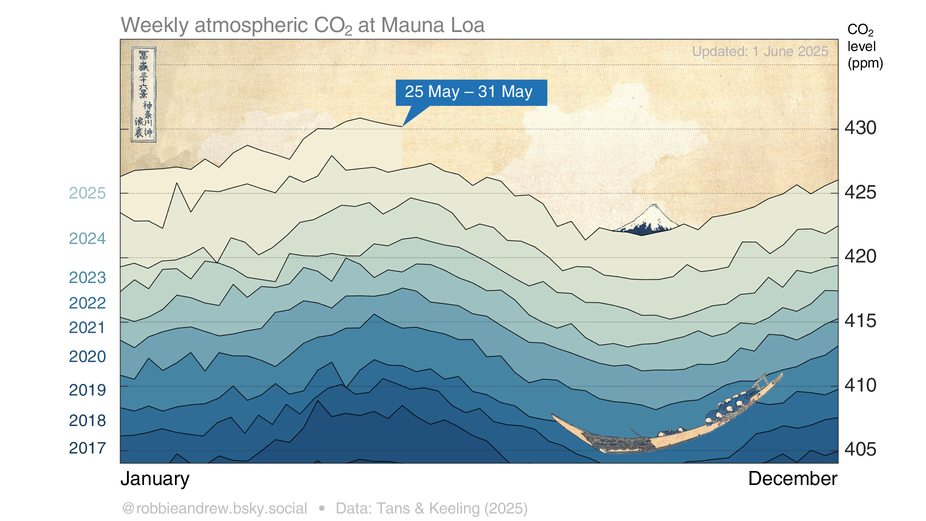 Weekly atmospheric CO₂ at Mauna Loa
CO₂
level
(ppm)
Updated: 1 June 2025
冨嶽三十六景
神奈川沖
浪裏
25 May – 31 May
430
425
420
415
410
405
2025
2024
2023
2022
2021
2020
2019
2018
2017
January
December
@robbieandrew.bsky.social • Data: Tans & Keeling (2025)